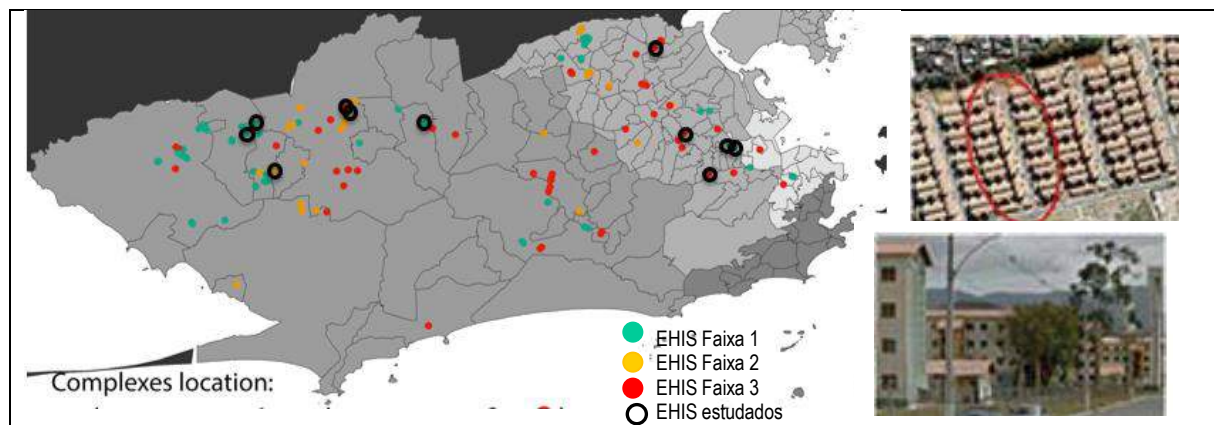 EHIS Faixa 1
EHIS Faixa 2
EHIS Faixa 3
EHIS estudados
Complexes location: